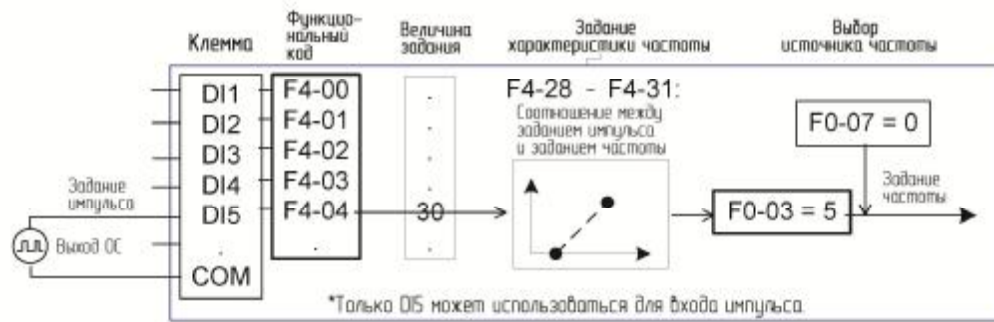 Клемма
Функцио-
нальный
код
Величина
задания
Задание
характеристики частоты
Выбор
источника частоты
DI1
DI2
DI3
DI4
DI5
.
COM
F4-00
F4-01
F4-02
F4-03
F4-04
.
.
.
.
.
30
.
F4-28 - F4-31:
Соотношение между
заданием импульса
и заданием частоты
F0-07 = 0
F0-03 = 5
Задание
частоты
Задание
импульса
Выход ОС
*Только DI5 может использоваться для входа импульса.